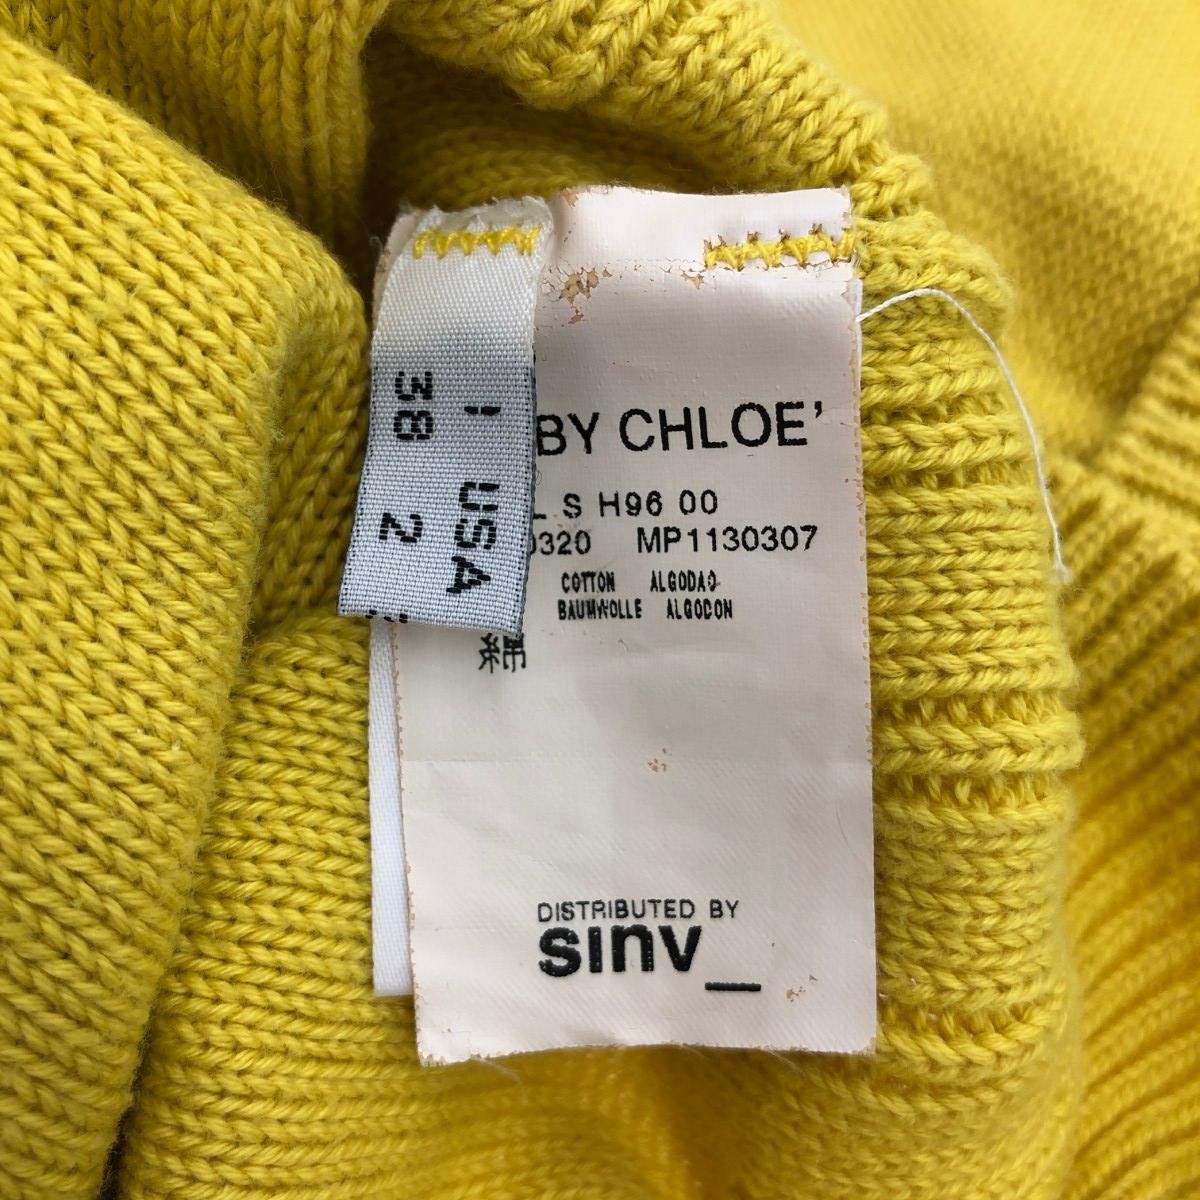 I 38
USA 2
BY CHLOE'
L S H96 00
0320 MP1130307
COTTON ALGODAO
BAUMWOLLE ALGODON
綿
DISTRIBUTED BY
sinv_